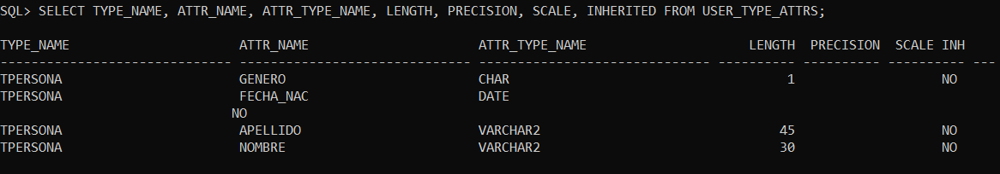 SQL> SELECT TYPE_NAME, ATTR_NAME, ATTR_TYPE_NAME, LENGTH, PRECISION, SCALE, INHERITED FROM USER_TYPE_ATTRS;
TYPE_NAME                      ATTR_NAME                      ATTR_TYPE_NAME                     LENGTH  PRECISION      SCALE INH
------------------------------ ------------------------------ ------------------------------ ---------- ---------- ---------- ---
TPERSONA                       GENERO                         CHAR                                    1                   NO
TPERSONA                       FECHA_NAC                      DATE
                              NO
TPERSONA                       APELLIDO                       VARCHAR2                               45                   NO
TPERSONA                       NOMBRE                         VARCHAR2                               30                   NO